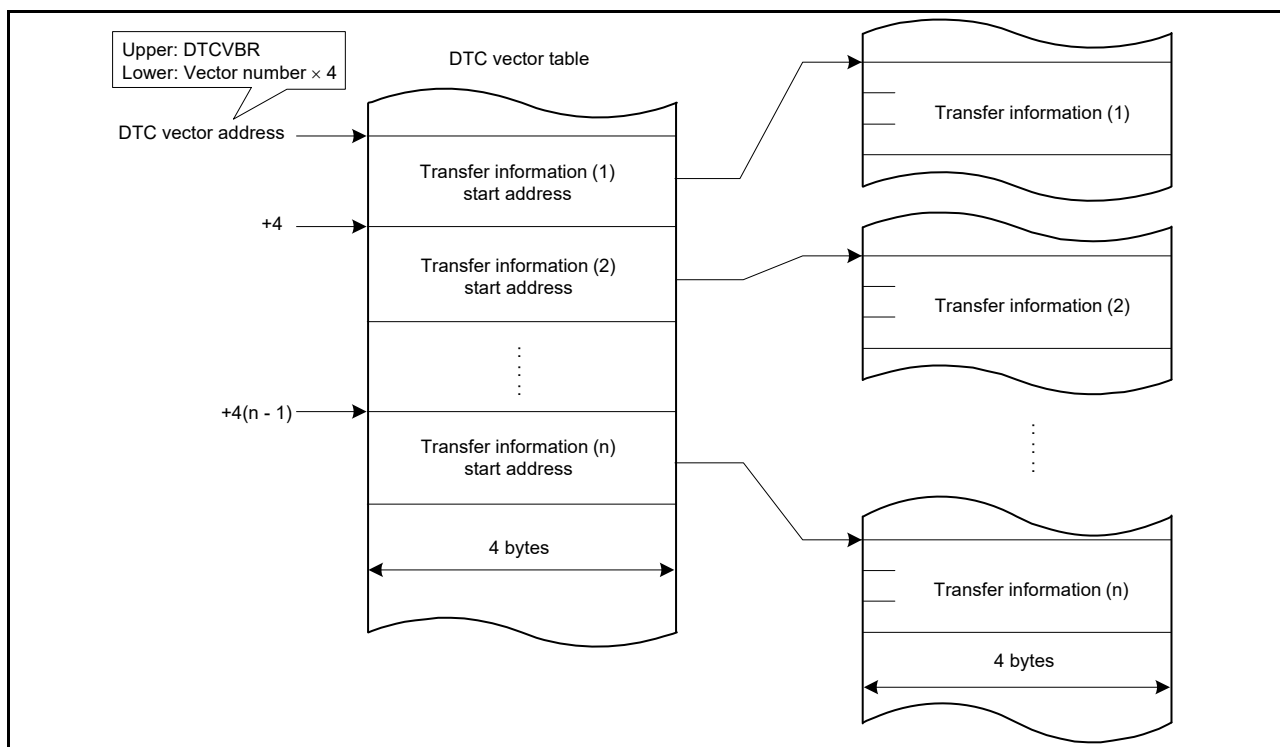 Upper: DTCVBR
Lower: Vector number × 4
DTC vector table
DTC vector address
Transfer information (1)
start address
Transfer information (1)
+4
Transfer information (2)
start address
Transfer information (2)
+4(n - 1)
Transfer information (n)
start address
4 bytes
Transfer information (n)
4 bytes